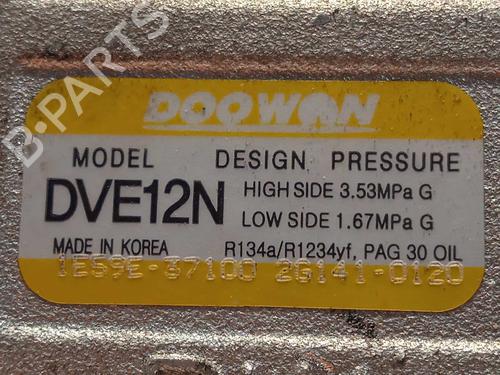 B-PARTS
DOOWON
MODEL DESIGN PRESSURE
DVE12N HIGH SIDE 3.53MPa G
LOW SIDE 1.67MPa G
MADE IN KOREA R134a/R1234yf, PAG 30 OIL
1E59E-37100 2G141-0120